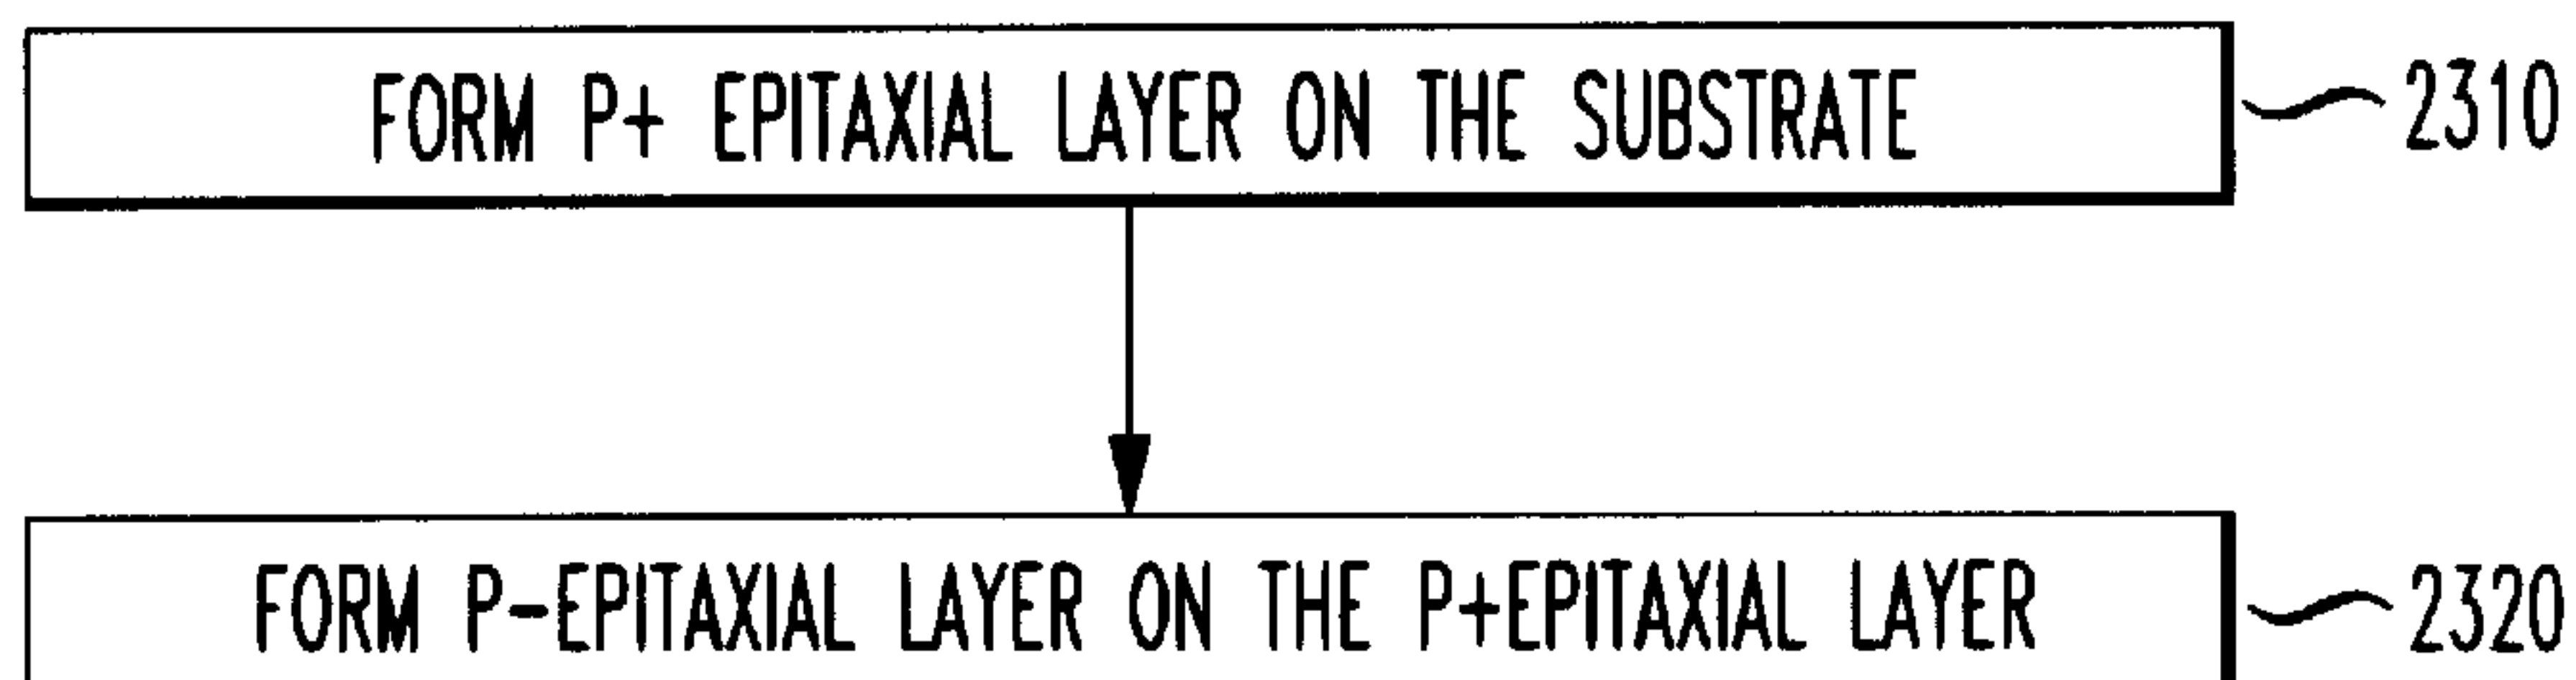 FORM P+ EPITAXIAL LAYER ON THE SUBSTRATE 2310
FORM P-EPITAXIAL LAYER ON THE P+EPITAXIAL LAYER 2320